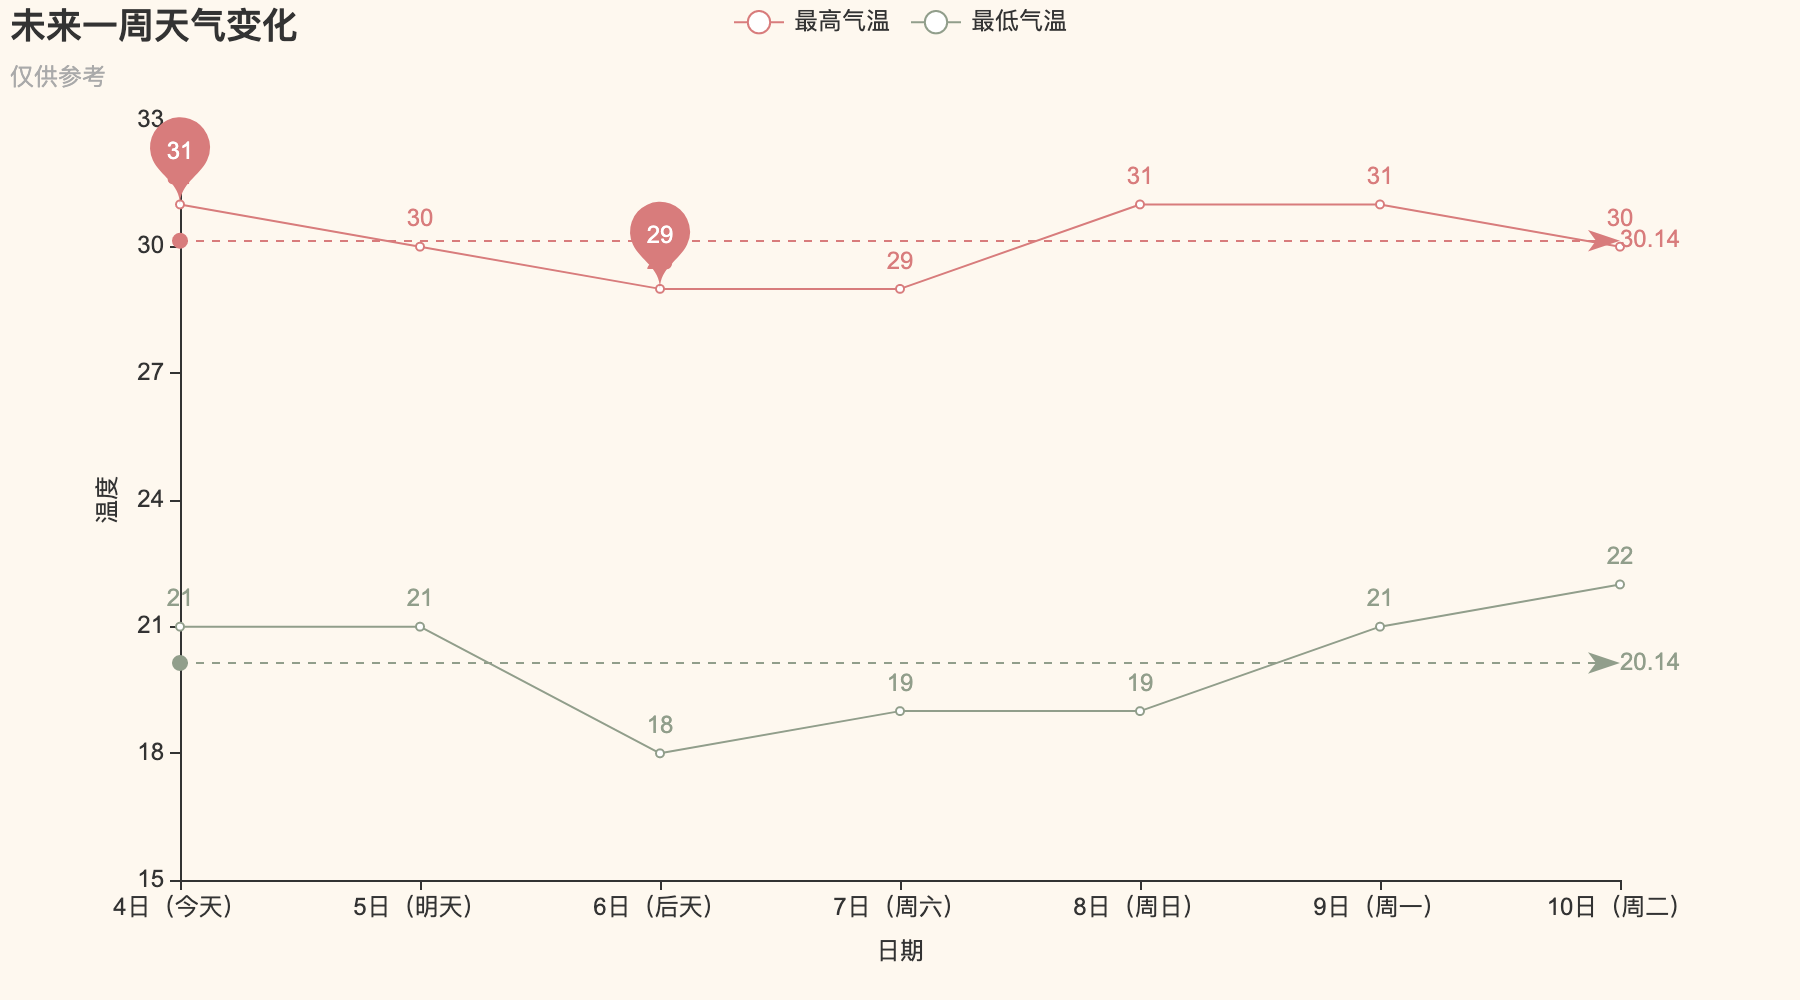 未来一周天气变化
仅供参考
最高气温
最低气温
33
30
27
24
21
18
15
温度
31
30
29
29
31
31
30
30.14
21
21
18
19
19
21
22
20.14
4日（今天）
5日（明天）
6日（后天）
7日（周六）
8日（周日）
9日（周一）
10日（周二）
日期